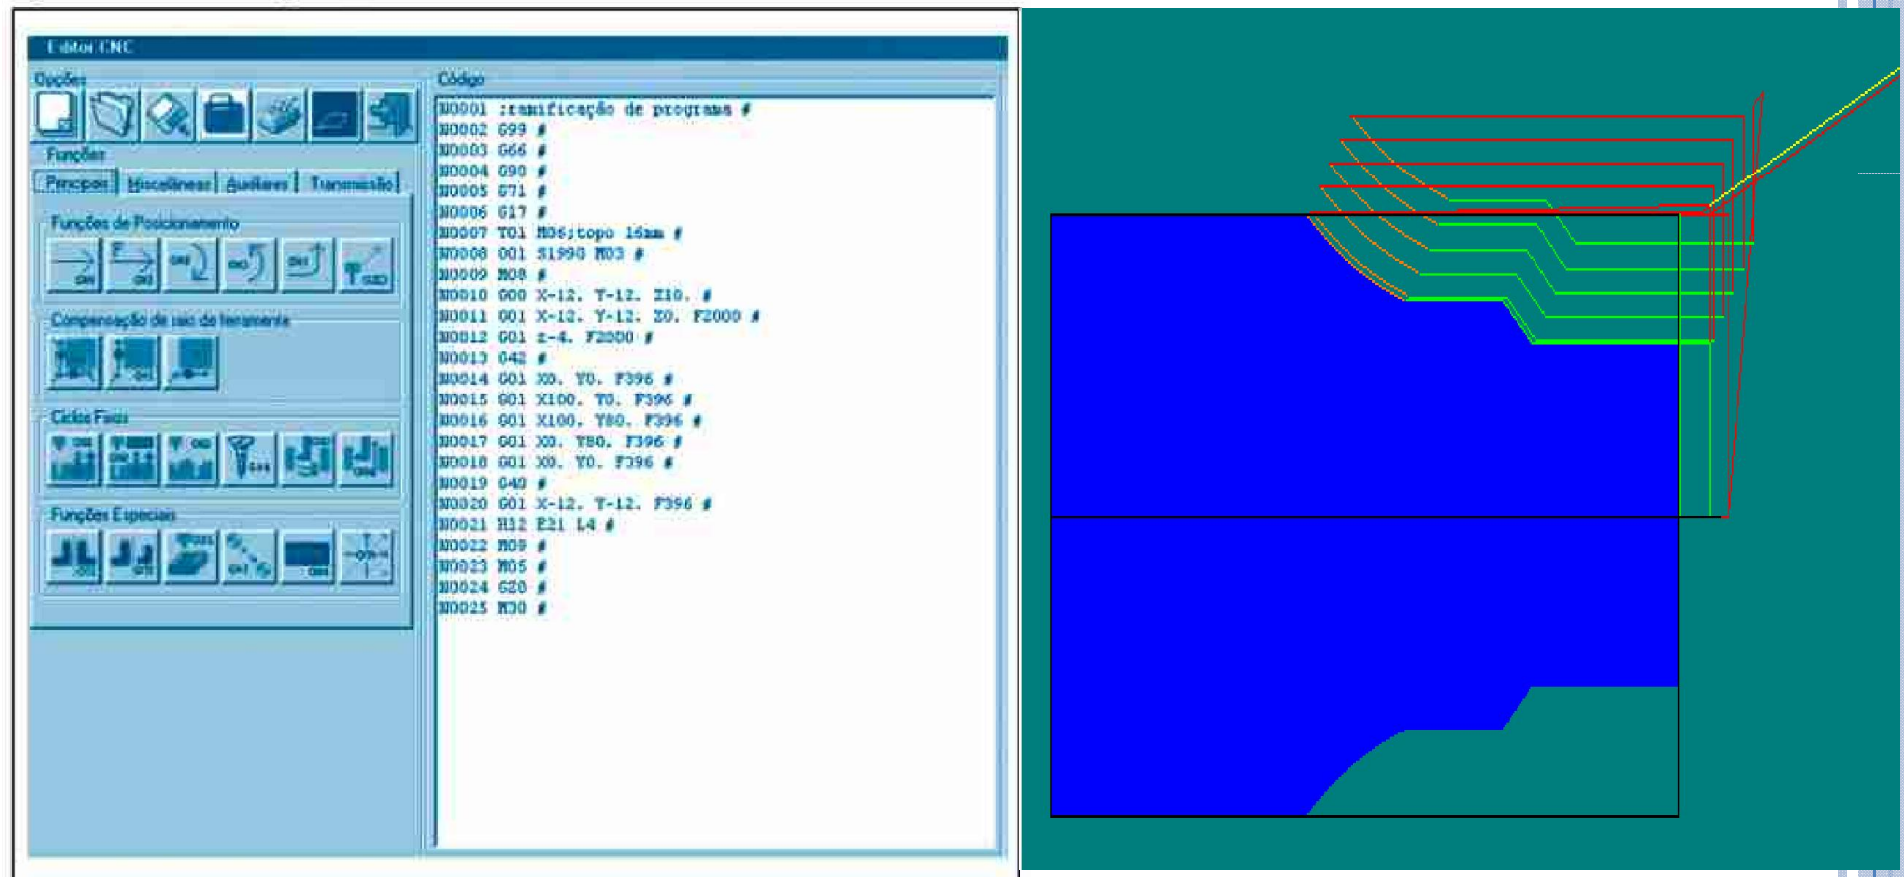 Editor CNC
Opções
Código
Funções
Principais Miscelâneas Auxiliares Transmissão
Funções de Posicionamento
Compensação de raio de ferramenta
Ciclos Fixos
Funções Especiais
N0001 ;ramificação de programa #
N0002 G99 #
N0003 G66 #
N0004 G90 #
N0005 G71 #
N0006 G17 #
N0007 T01 M06;topo 16mm #
N0008 O01 S1990 M03 #
N0009 M08 #
N0010 G00 X-12. Y-12. Z10. #
N0011 G01 X-12. Y-12. Z0. F2000 #
N0012 G01 z-4. F2000 #
N0013 G42 #
N0014 G01 X0. Y0. F396 #
N0015 G01 X100. Y0. F396 #
N0016 G01 X100. Y80. F396 #
N0017 G01 X0. Y80. F396 #
N0018 G01 X0. Y0. F396 #
N0019 G40 #
N0020 G01 X-12. Y-12. F396 #
N0021 H12 E21 L4 #
N0022 M09 #
N0023 M05 #
N0024 G28 #
N0025 M30 #